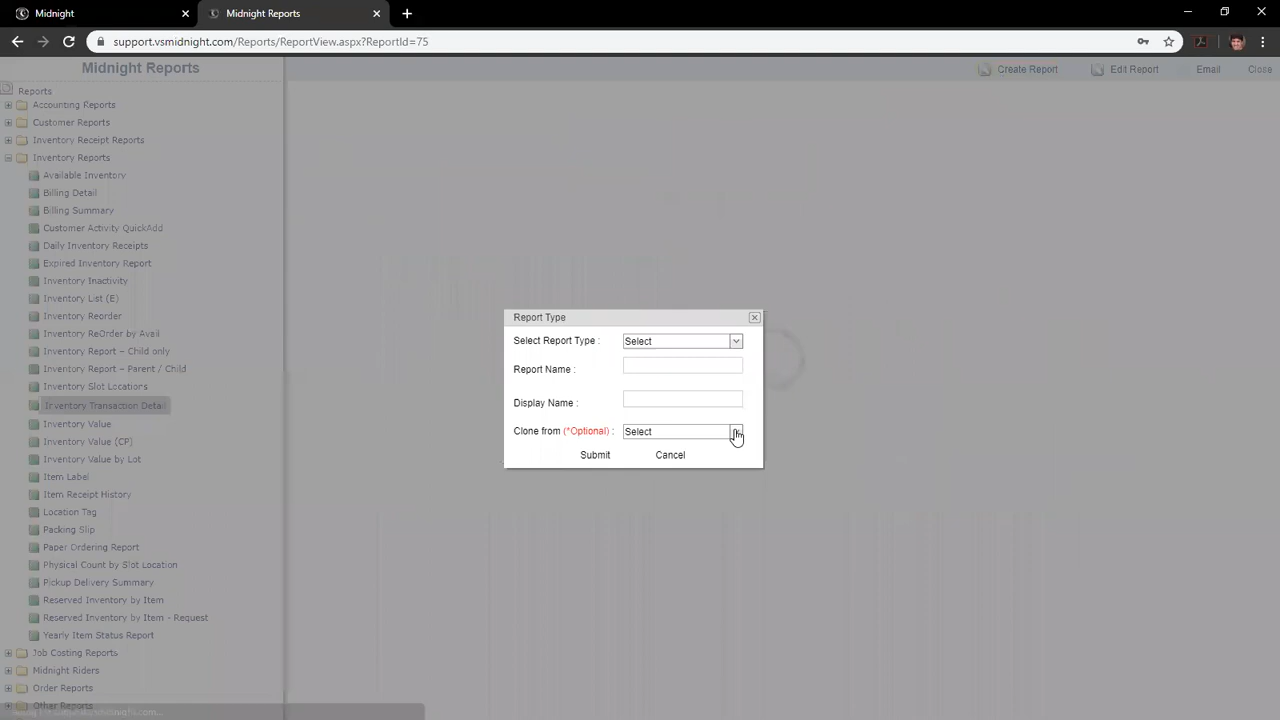 Midnight
Midnight Reports
support.vsmidnight.com/Reports/ReportView.aspx?ReportId=75
Midnight Reports
Create Report
Edit Report
Email
Close
Reports
Accounting Reports
Customer Reports
Inventory Receipt Reports
Inventory Reports
Available Inventory
Billing Detail
Billing Summary
Customer Activity QuickAdd
Daily Inventory Receipts
Expired Inventory Report
Inventory Inactivity
Inventory List (E)
Inventory Reorder
Inventory ReOrder by Avail
Inventory Report – Child only
Inventory Report – Parent / Child
Inventory Slot Locations
Inventory Transaction Detail
Inventory Value
Inventory Value (CP)
Inventory Value by Lot
Item Label
Item Receipt History
Location Tag
Packing Slip
Paper Ordering Report
Physical Count by Slot Location
Pickup Delivery Summary
Reserved Inventory by Item
Reserved Inventory by Item - Request
Yearly Item Status Report
Job Costing Reports
Midnight Riders
Order Reports
Other Reports
Report Type
Select Report Type :
Select
Report Name :
Display Name :
Clone from (*Optional) :
Select
Submit
Cancel